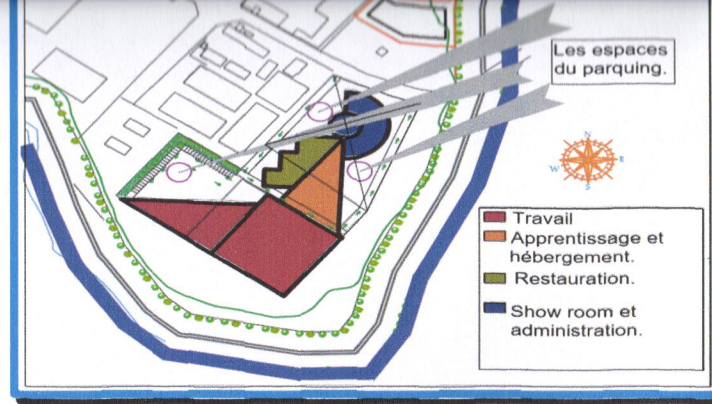 Les espaces
du parquing.
N
W
E
S
Travail
Apprentissage et
hébergement.
Restauration.
Show room et
administration.